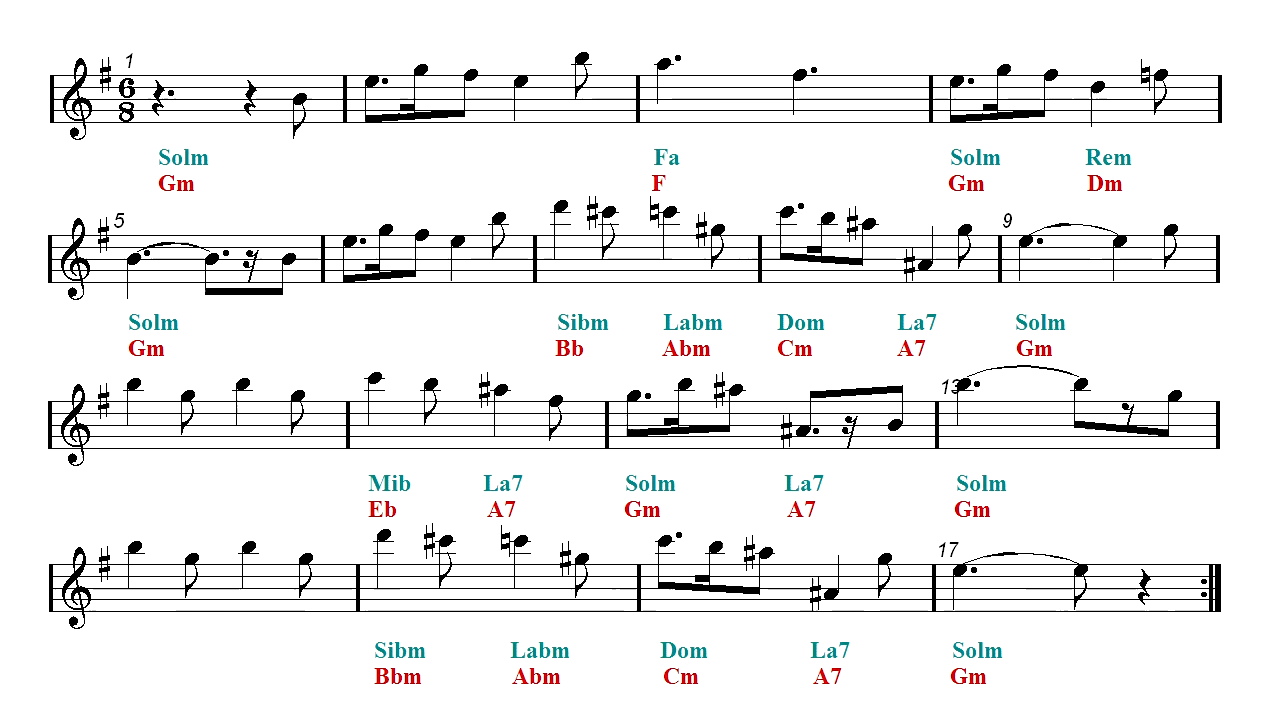 1
6
8
Solm Fa Solm Rem
Gm F Gm Dm
5 9
Solm Sibm Labm Dom La7 Solm
Gm Bb Abm Cm A7 Gm
13
Mib La7 Solm La7 Solm
Eb A7 Gm A7 Gm
17
Sibm Labm Dom La7 Solm
Bbm Abm Cm A7 Gm